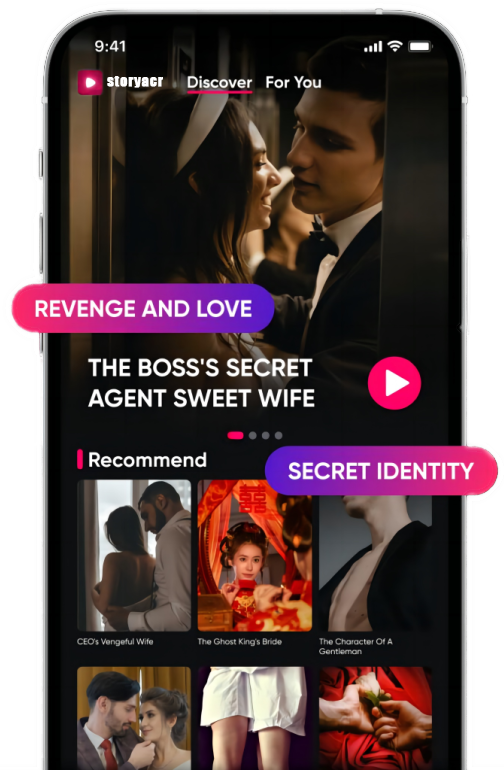 9:41
storyacr
Discover
For You
REVENGE AND LOVE
THE BOSS'S SECRET
AGENT SWEET WIFE
Recommend
SECRET IDENTITY
囍
CEO's Vengeful Wife
The Ghost King's Bride
The Character Of A
Gentleman